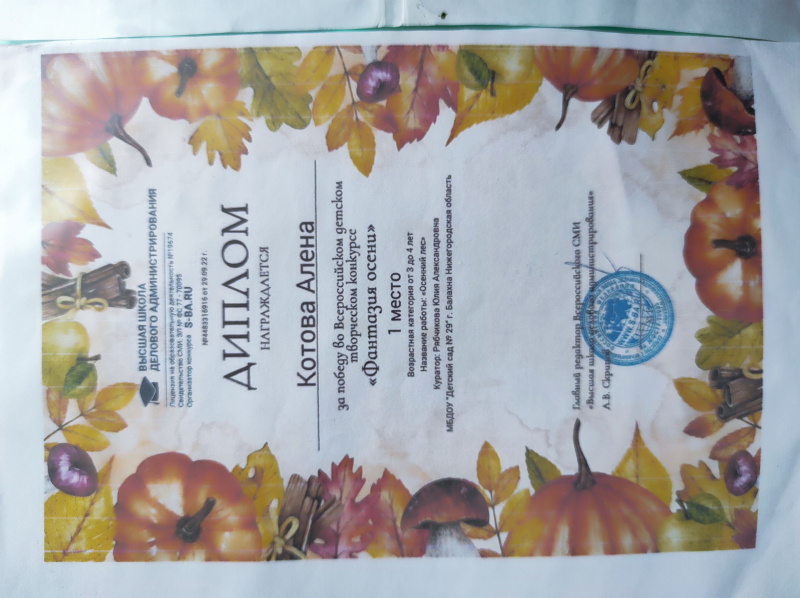 ВЫСШАЯ ШКОЛА
ДЕЛОВОГО АДМИНИСТРИРОВАНИЯ
Лицензия на образовательную деятельность №19674
Свидетельство СМИ: ЭЛ № ФС 77 - 70095
Организатор конкурса S-BA.RU
№4483316916 от 29.09.22 г.
ДИПЛОМ
НАГРАЖДАЕТСЯ
Котова Алена
за победу во Всероссийском детском
творческом конкурсе
«Фантазия осени»
1 место
Возрастная категория от 3 до 4 лет
Название работы: «Осенний лес»
Куратор: Рябчикова Юлия Александровна
МБДОУ "Детский сад № 29" г. Балахна Нижегородская область
Главный редактор Всероссийского СМИ
«Высшая школа делового администрирования»
А.В. Скрипов